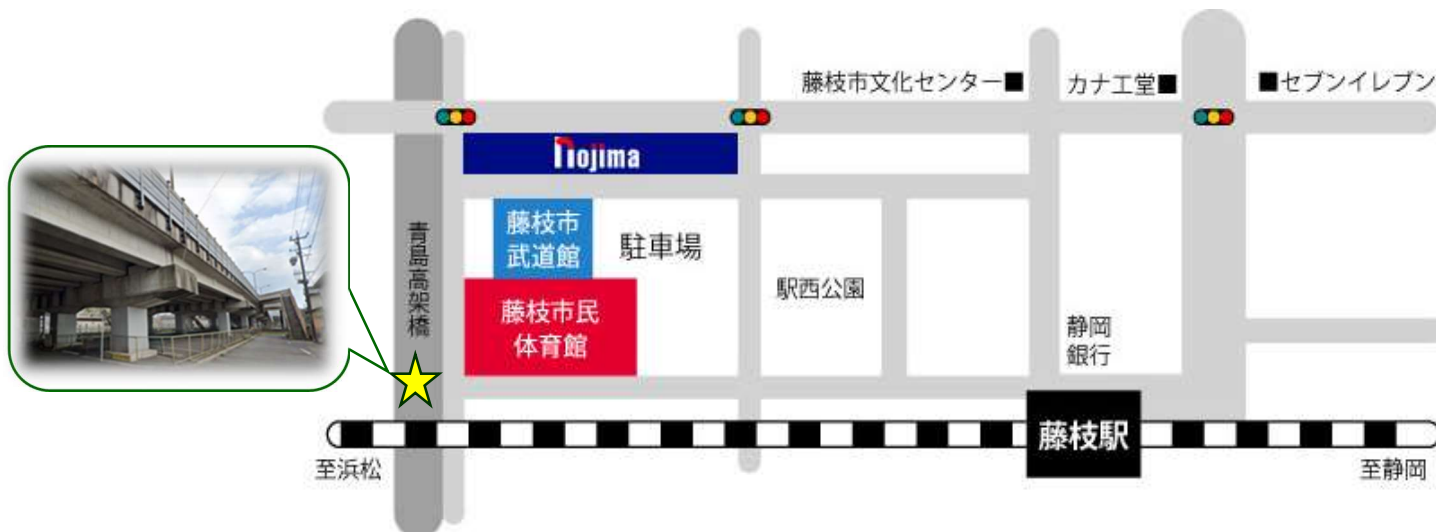 藤枝市文化センター■
カナ工堂■
■セブンイレブン
nojima
藤枝市
武道館
駐車場
青島高架橋
藤枝市民
体育館
駅西公園
静岡
銀行
藤枝駅
至浜松
至静岡